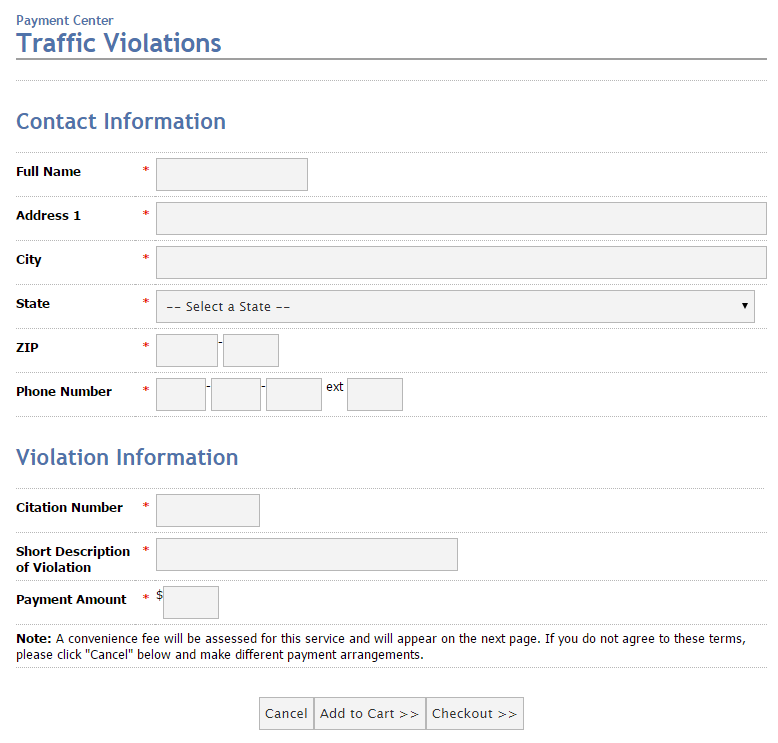 Payment Center
Traffic Violations
Contact Information
Full Name *
Address 1 *
City *
State * -- Select a State -- ▼
ZIP * -
Phone Number * - - ext
Violation Information
Citation Number *
Short Description *
of Violation
Payment Amount * $
Note: A convenience fee will be assessed for this service and will appear on the next page. If you do not agree to these terms,
please click "Cancel" below and make different payment arrangements.
Cancel Add to Cart >> Checkout >>